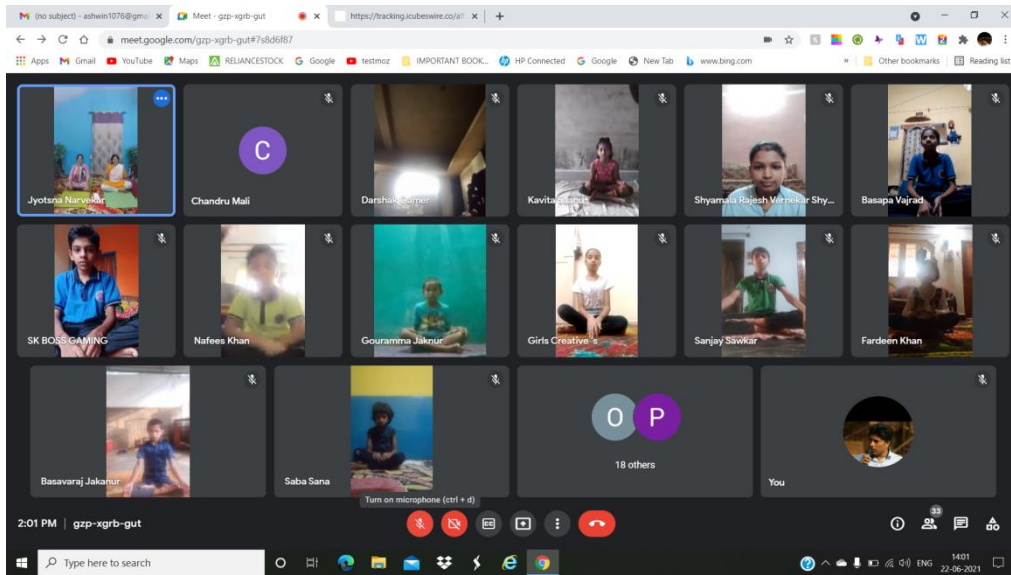 (no subject) - ashwin1076@gmai
Meet - gzp-xgrb-gut
https://tracking.icubeswire.co/aff
meet.google.com/gzp-xgrb-gut#7s8d6f87
Apps Gmail YouTube Maps RELIANCESTOCK Google testmoz IMPORTANT BOOK... HP Connected Google New Tab www.bing.com » Other bookmarks Reading list
Jyotsna Narvekar
C
Chandru Mali
Darshak
Kavita
Shyamala Rajesh Vernekar Shy...
Basapa Vajrad
SK BOSS GAMING
Nafees Khan
Gouramma Jaknur
Girls Creative's
Sanjay Sawkar
Fardeen Khan
Basavaraj Jakanur
Saba Sana
O P
18 others
You
Turn on microphone (ctrl + d)
2:01 PM | gzp-xgrb-gut
33
Type here to search
ENG
14:01
22-06-2021